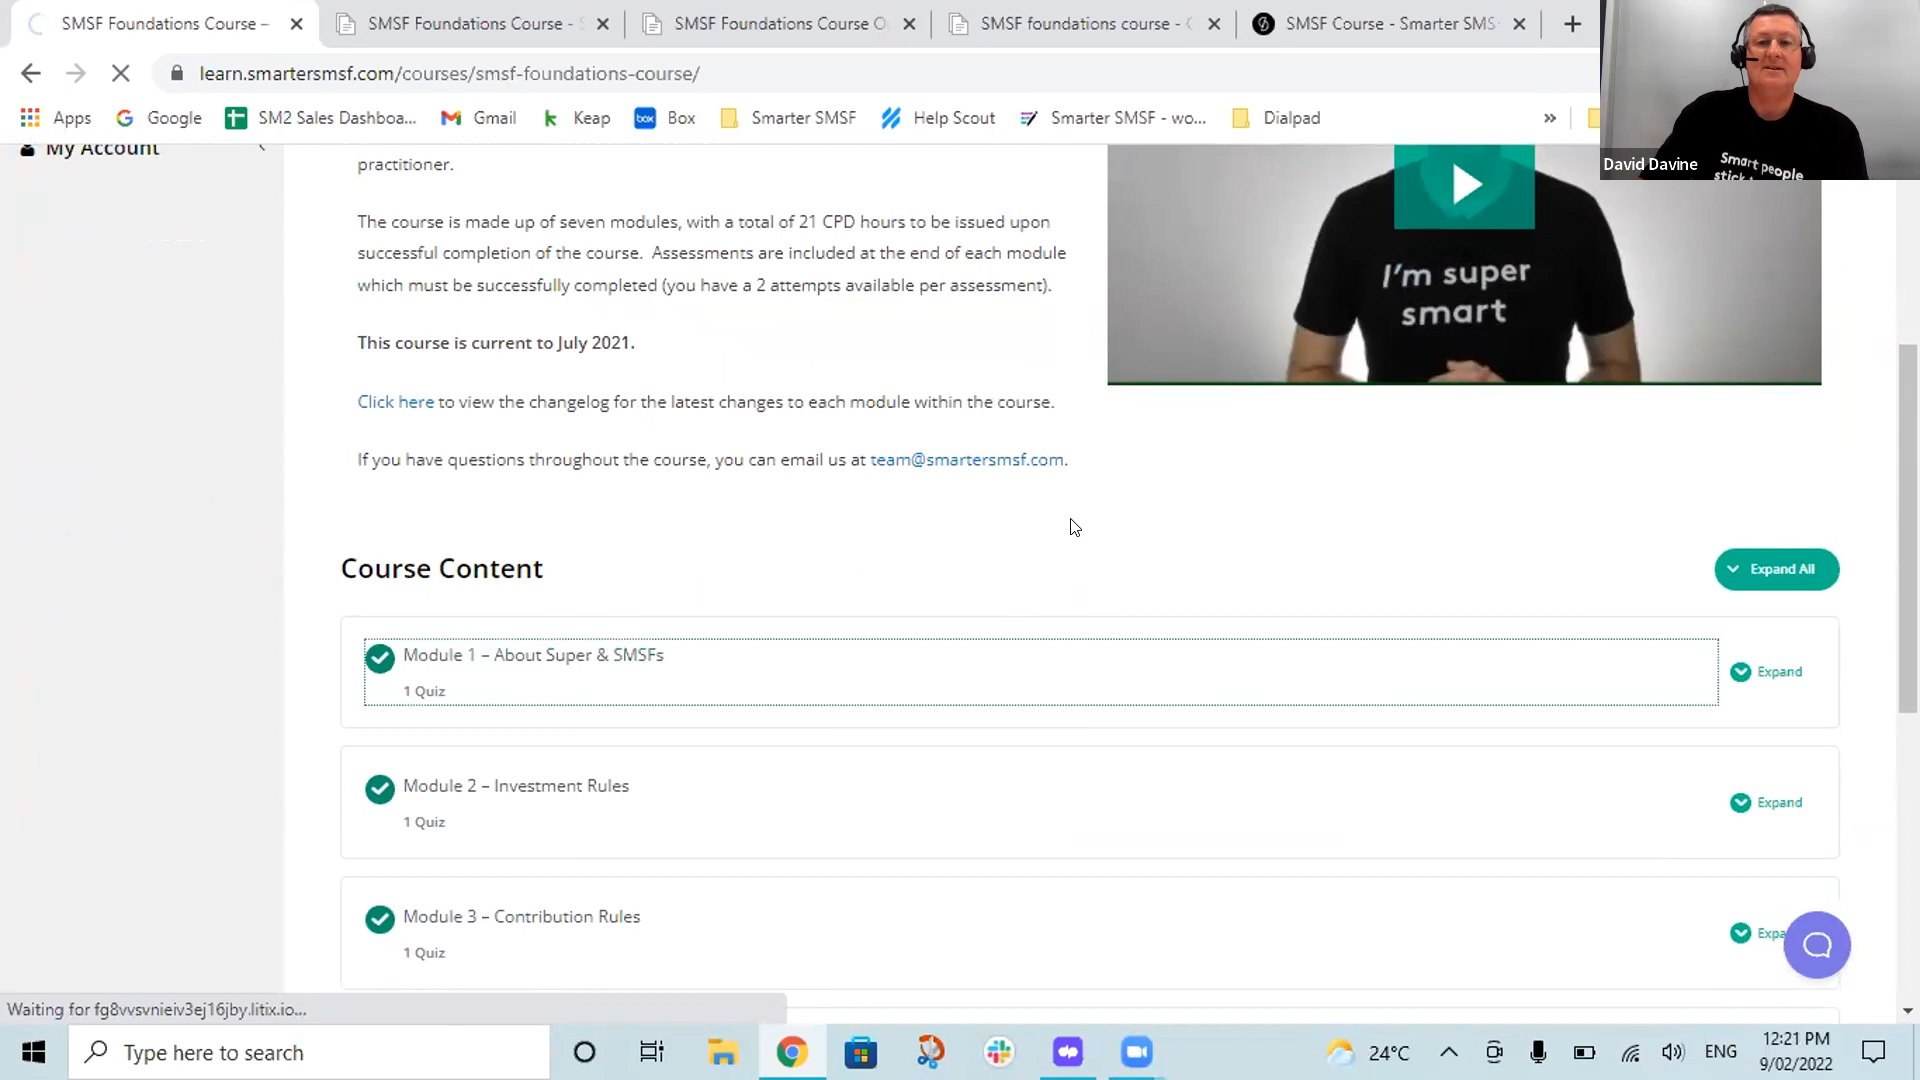 SMSF Foundations Course –
SMSF Foundations Course - S
SMSF Foundations Course O
SMSF foundations course - C
SMSF Course - Smarter SMS
learn.smartersmsf.com/courses/smsf-foundations-course/
Apps
Google
SM2 Sales Dashboa...
Gmail
Keap
box
Box
Smarter SMSF
Help Scout
Smarter SMSF - wo...
Dialpad
»
David Davine
Smart people
My Account
practitioner.
The course is made up of seven modules, with a total of 21 CPD hours to be issued upon
successful completion of the course. Assessments are included at the end of each module
which must be successfully completed (you have a 2 attempts available per assessment).
This course is current to July 2021.
Click here to view the changelog for the latest changes to each module within the course.
If you have questions throughout the course, you can email us at team@smartersmsf.com.
I'm super
smart
Course Content
Expand All
Module 1 – About Super & SMSFs
1 Quiz
Expand
Module 2 – Investment Rules
1 Quiz
Expand
Module 3 – Contribution Rules
1 Quiz
Expa
Waiting for fg8vvsvnieiv3ej16jby.litix.io...
Type here to search
24°C
ENG
12:21 PM
9/02/2022